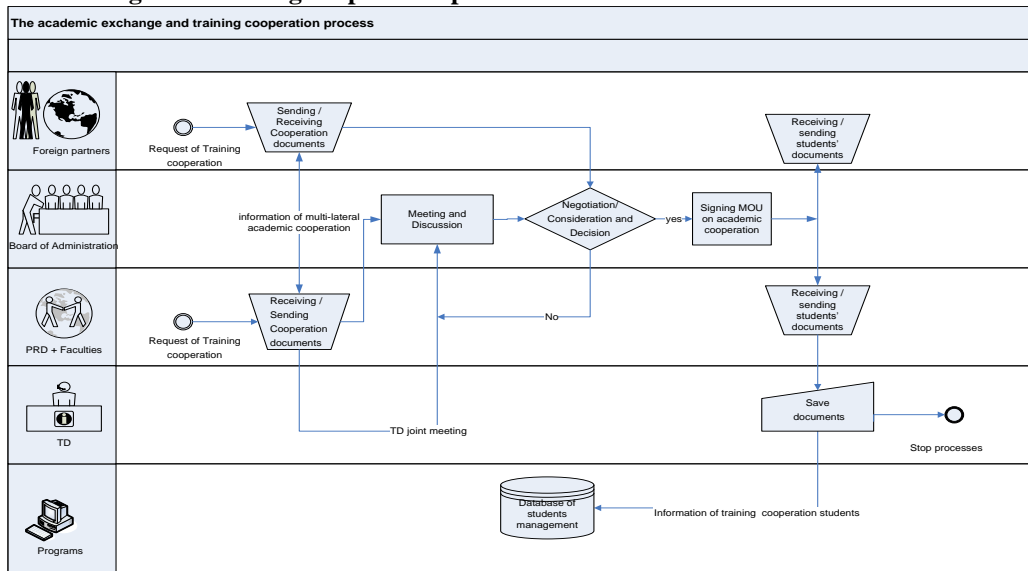 The academic exchange and training cooperation process
Sending /
Receiving
Cooperation
documents
Request of Training
cooperation
Receiving /
sending
students'
documents
Foreign partners
information of multi-lateral
academic cooperation
Meeting and
Discussion
Negotiation/
Consideration and
Decision
yes
Signing MOU
on academic
cooperation
Board of Administration
Receiving /
Sending
Cooperation
documents
Request of Training
cooperation
No
Receiving /
sending
students'
documents
PRD + Faculties
TD joint meeting
Save
documents
Stop processes
TD
Database of
students
management
Information of training cooperation students
Programs